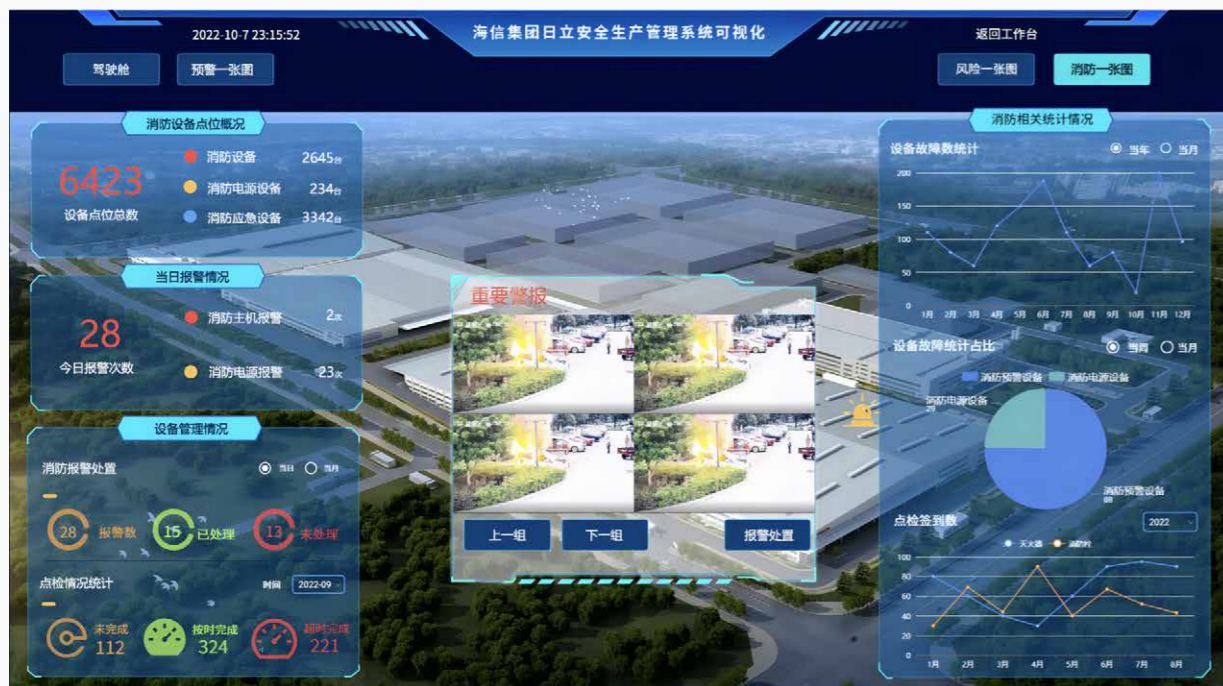 2022-10-7 23:15:52
海信集团日立安全生产管理系统可视化
返回工作台
驾驶舱
预警一张图
风险一张图
消防一张图
消防设备点位概况
6423
设备点位总数
消防设备 2645台
消防电源设备 234台
消防应急设备 3342台
当日报警情况
28
今日报警次数
消防主机报警 2次
消防电源报警 23次
设备管理情况
消防报警处置
当日 当月
28 报警数
15 已处理
13 未处理
点检情况统计
时间 2022-09
未完成
112
按时完成
324
超时完成
221
重要警报
上一组
下一组
报警处置
消防相关统计情况
设备故障数统计
当年 当月
200
150
100
50
0
1月 2月 3月 4月 5月 6月 7月 8月 9月 10月 11月 12月
设备故障统计占比
当周 当月
消防预警设备 消防电源设备
消防电源设备
消防预警设备
点检签到数
2022
灭火器 消防栓
100
80
60
40
20
0
1月 2月 3月 4月 5月 6月 7月 8月